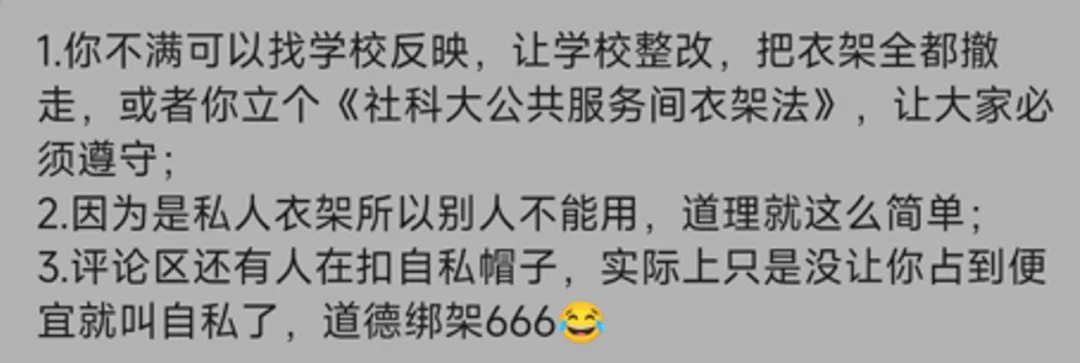 1.你不满可以找学校反映，让学校整改，把衣架全都撤
走，或者你立个《社科大公共服务间衣架法》，让大家必
须遵守；
2.因为是私人衣架所以别人不能用，道理就这么简单；
3.评论区还有人在扣自私帽子，实际上只是没让你占到便
宜就叫自私了，道德绑架666😂